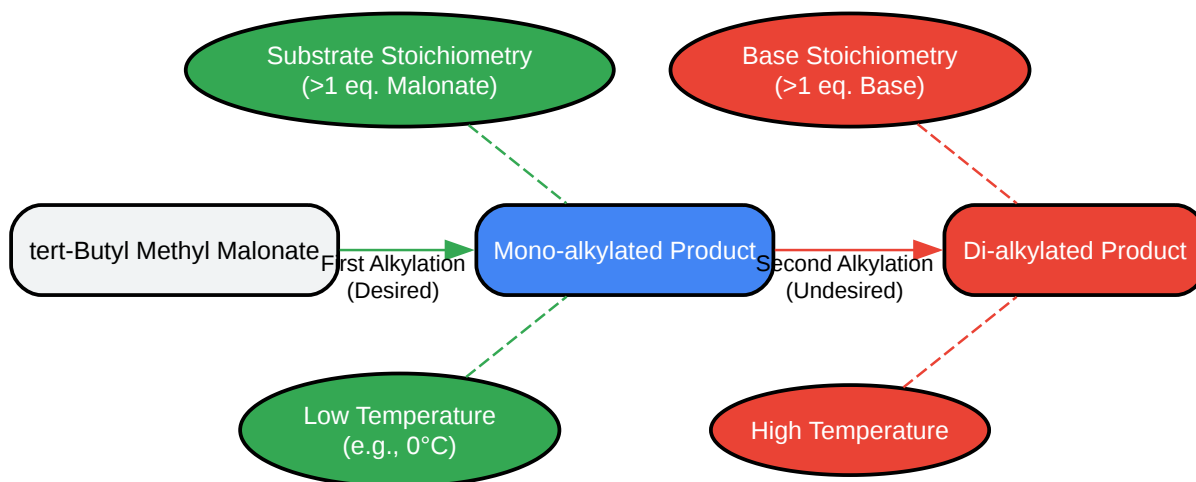 Substrate Stoichiometry
(>1 eq. Malonate)
Base Stoichiometry
(>1 eq. Base)
tert-Butyl Methyl Malonate
First Alkylation
(Desired)
Mono-alkylated Product
Second Alkylation
(Undesired)
Di-alkylated Product
Low Temperature
(e.g., 0°C)
High Temperature